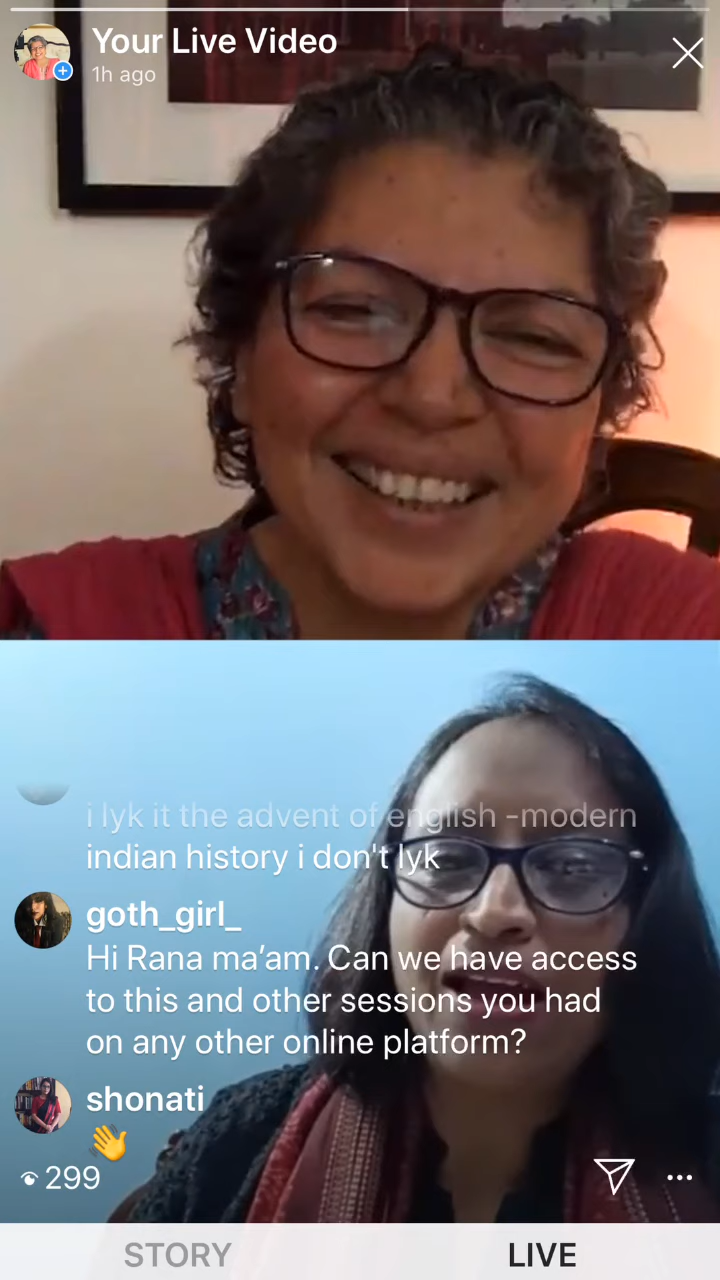 Your Live Video
1h ago
i lyk it the advent of english -modern
indian history i don't lyk
goth_girl_
Hi Rana ma’am. Can we have access
to this and other sessions you had
on any other online platform?
shonati
👋
299
STORY
LIVE